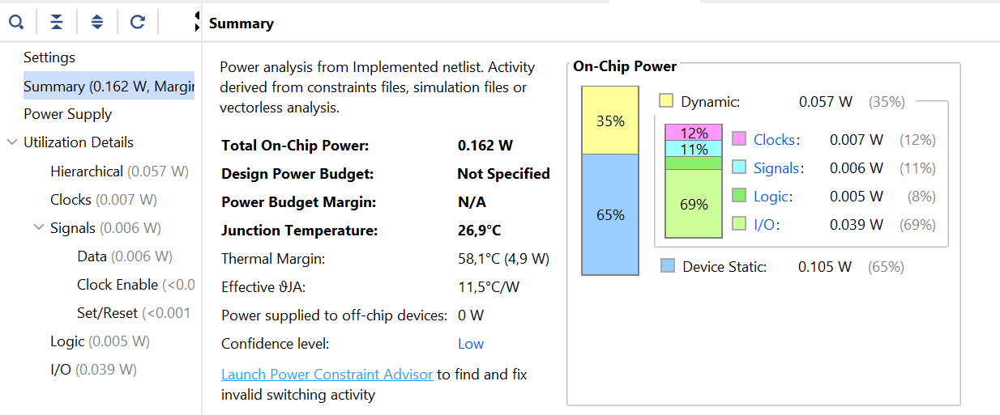 Summary
Settings
Summary (0.162 W, Margin
Power Supply
Utilization Details
Hierarchical (0.057 W)
Clocks (0.007 W)
Signals (0.006 W)
Data (0.006 W)
Clock Enable (<0.0
Set/Reset (<0.001
Logic (0.005 W)
I/O (0.039 W)
Power analysis from Implemented netlist. Activity
derived from constraints files, simulation files or
vectorless analysis.
Total On-Chip Power: 0.162 W
Design Power Budget: Not Specified
Power Budget Margin: N/A
Junction Temperature: 26,9°C
Thermal Margin: 58,1°C (4,9 W)
Effective ϑJA: 11,5°C/W
Power supplied to off-chip devices: 0 W
Confidence level: Low
Launch Power Constraint Advisor to find and fix
invalid switching activity
On-Chip Power
35%
65%
Dynamic: 0.057 W (35%)
12%
11%
69%
Clocks: 0.007 W (12%)
Signals: 0.006 W (11%)
Logic: 0.005 W (8%)
I/O: 0.039 W (69%)
Device Static: 0.105 W (65%)